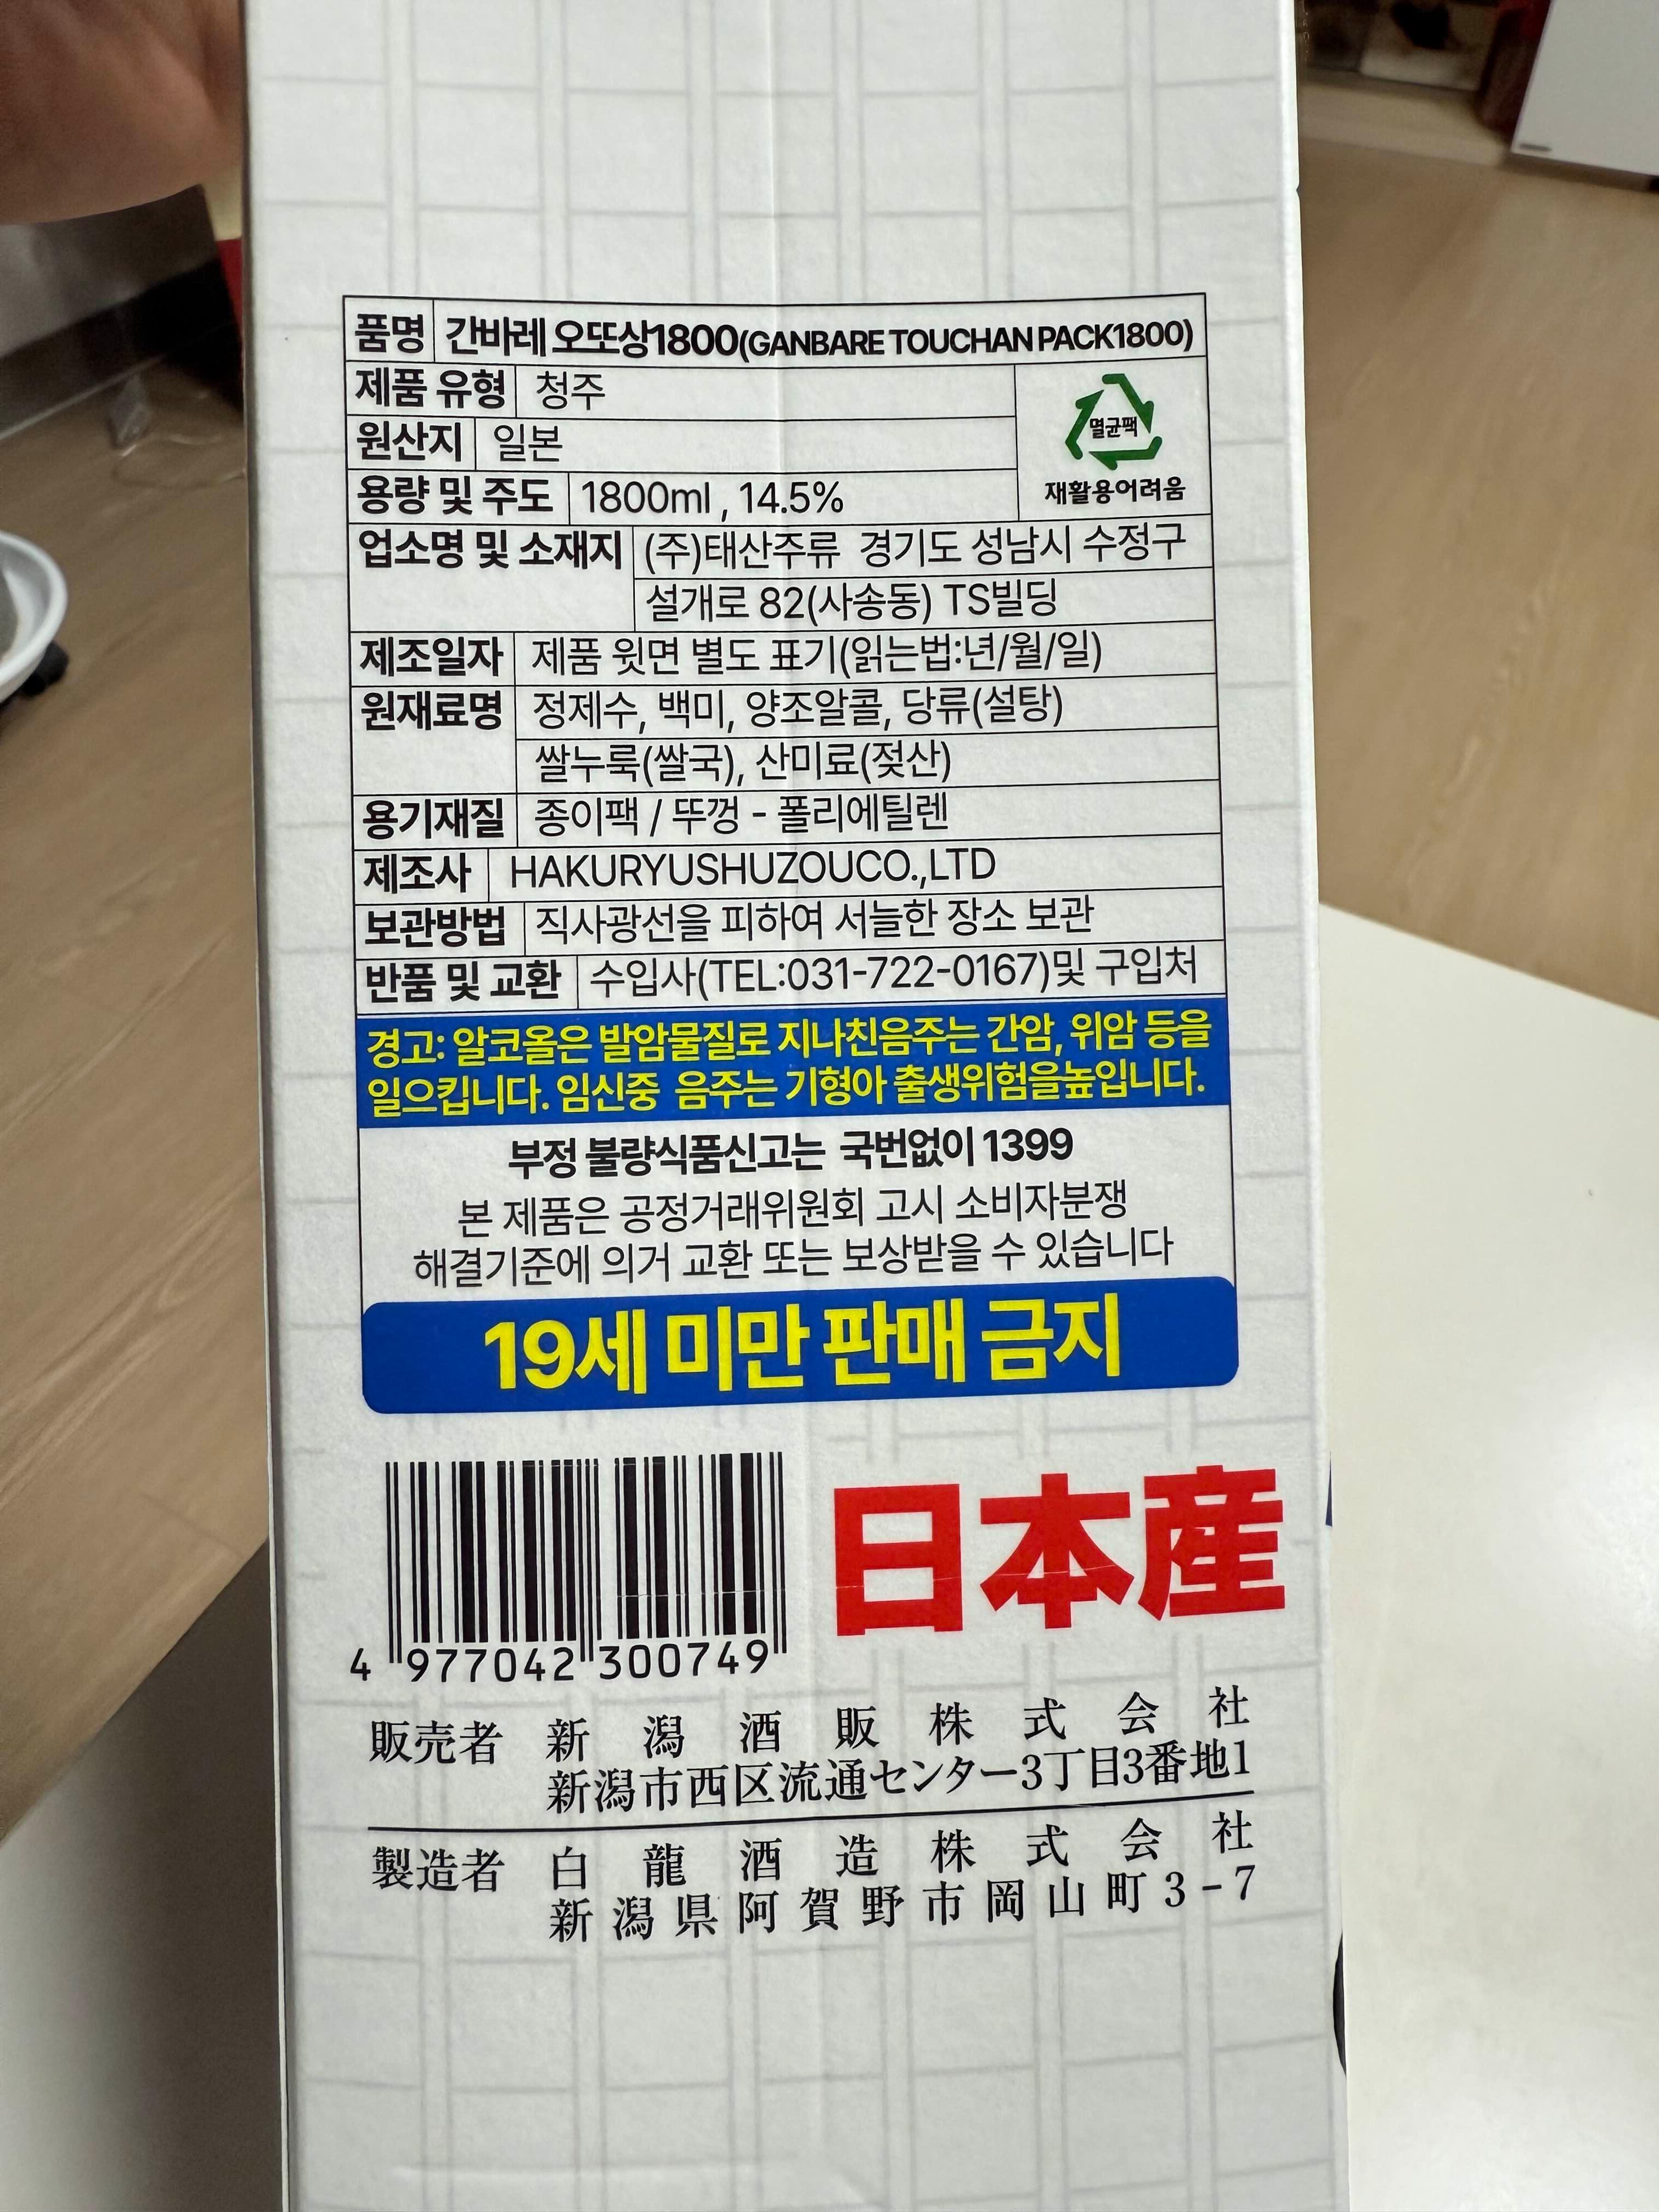 품명 간바레 오또상1800(GANBARE TOUCHAN PACK1800)
제품 유형 청주
원산지 일본
용량 및 주도 1800ml , 14.5%
멸균팩
재활용어려움
업소명 및 소재지 (주)태산주류 경기도 성남시 수정구
설개로 82(사송동) TS빌딩
제조일자 제품 윗면 별도 표기(읽는법:년/월/일)
원재료명 정제수, 백미, 양조알콜, 당류(설탕)
쌀누룩(쌀국), 산미료(젖산)
용기재질 종이팩 / 뚜껑 - 폴리에틸렌
제조사 HAKURYUSHUZOUCO.,LTD
보관방법 직사광선을 피하여 서늘한 장소 보관
반품 및 교환 수입사(TEL:031-722-0167)및 구입처
경고: 알코올은 발암물질로 지나친음주는 간암, 위암 등을
일으킵니다. 임신중 음주는 기형아 출생위험을높입니다.
부정 불량식품신고는 국번없이 1399
본 제품은 공정거래위원회 고시 소비자분쟁
해결기준에 의거 교환 또는 보상받을 수 있습니다
19세 미만 판매 금지
日本産
4 977042 300749
販売者 新潟酒販株式会社
新潟市西区流通センター3丁目3番地1
製造者 白龍酒造株式会社
新潟県阿賀野市岡山町3-7